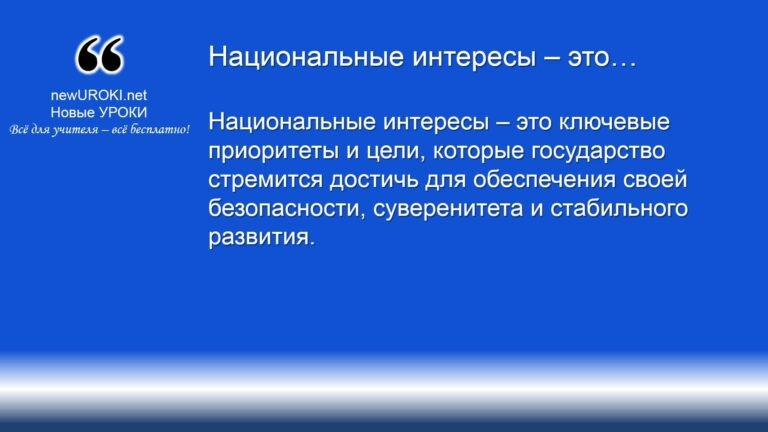 ❝
newUROKI.net
Новые УРОКИ
Всё для учителя – всё бесплатно!
Национальные интересы – это…
Национальные интересы – это ключевые
приоритеты и цели, которые государство
стремится достичь для обеспечения своей
безопасности, суверенитета и стабильного
развития.